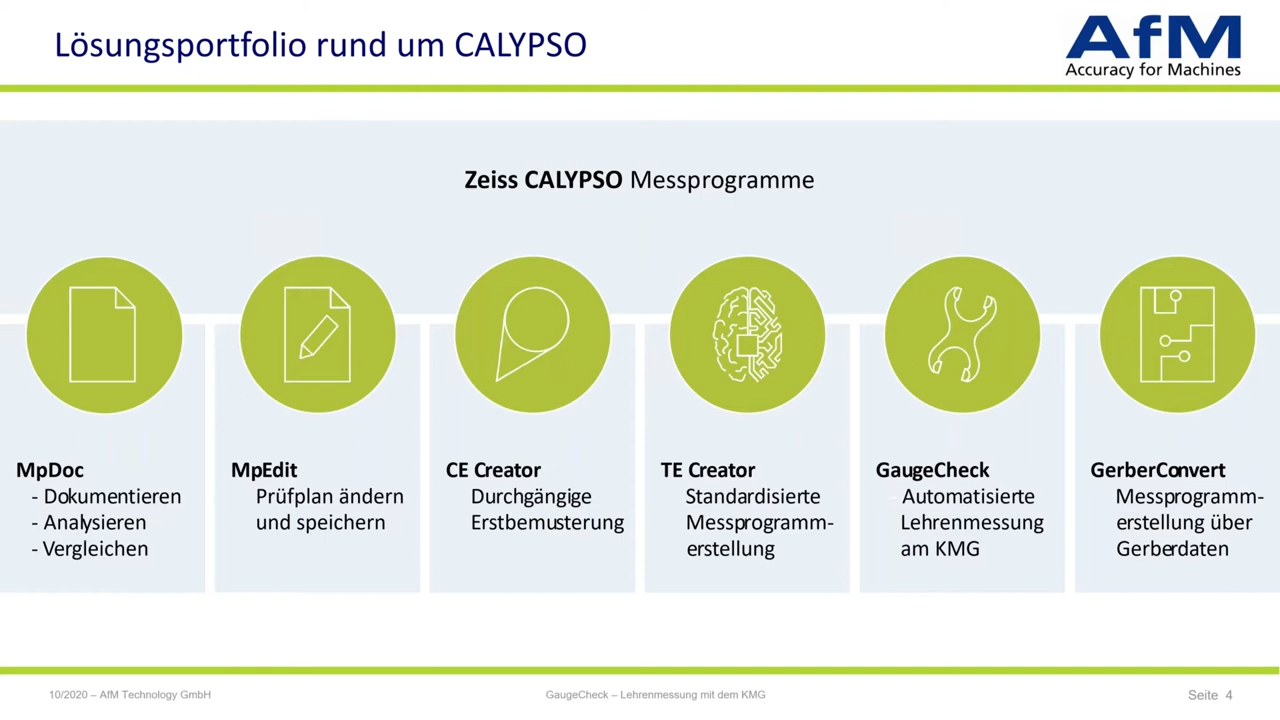 Lösungsportfolio rund um CALYPSO
AfM
Accuracy for Machines
Zeiss CALYPSO Messprogramme
MpDoc
- Dokumentieren
- Analysieren
- Vergleichen
MpEdit
Prüfplan ändern
und speichern
CE Creator
Durchgängige
Erstbemusterung
TE Creator
Standardisierte
Messprogramm-
erstellung
GaugeCheck
- Automatisierte
Lehrenmessung
am KMG
GerberConvert
Messprogramm-
erstellung über
Gerberdaten
10/2020 – AfM Technology GmbH
GaugeCheck – Lehrenmessung mit dem KMG
Seite 4